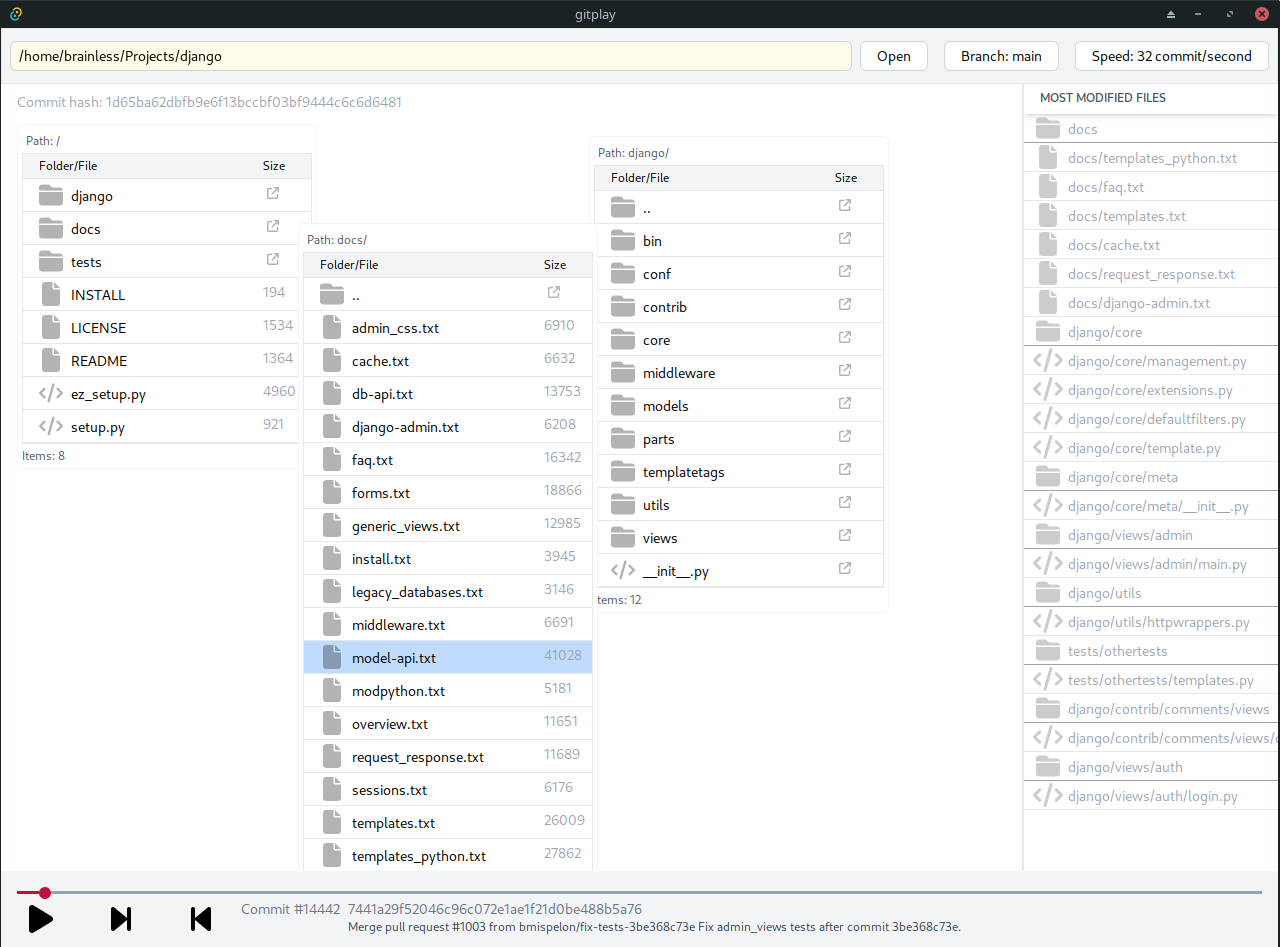 gitplay
/home/brainless/Projects/django
Open
Branch: main
Speed: 32 commit/second
Commit hash: 1d65ba62dbfb9e6f13bccbf03bf9444c6c6d6481
Path: /
Folder/File Size
django
docs
tests
INSTALL 194
LICENSE 1534
README 1364
ez_setup.py 4960
setup.py 921
Items: 8
Path: docs/
Folder/File Size
..
admin_css.txt 6910
cache.txt 6632
db-api.txt 13753
django-admin.txt 6208
faq.txt 16342
forms.txt 18866
generic_views.txt 12985
install.txt 3945
legacy_databases.txt 3146
middleware.txt 6691
model-api.txt 41028
modpython.txt 5181
overview.txt 11651
request_response.txt 11689
sessions.txt 6176
templates.txt 26009
templates_python.txt 27862
Path: django/
Folder/File Size
..
bin
conf
contrib
core
middleware
models
parts
templatetags
utils
views
__init__.py
tems: 12
MOST MODIFIED FILES
docs
docs/templates_python.txt
docs/faq.txt
docs/templates.txt
docs/cache.txt
docs/request_response.txt
docs/django-admin.txt
django/core
django/core/management.py
django/core/extensions.py
django/core/defaultfilters.py
django/core/template.py
django/core/meta
django/core/meta/__init__.py
django/views/admin
django/views/admin/main.py
django/utils
django/utils/httpwrappers.py
tests/othertests
tests/othertests/templates.py
django/contrib/comments/views
django/contrib/comments/views/
django/views/auth
django/views/auth/login.py
Commit #14442 7441a29f52046c96c072e1ae1f21d0be488b5a76
Merge pull request #1003 from bmispelon/fix-tests-3be368c73e Fix admin_views tests after commit 3be368c73e.